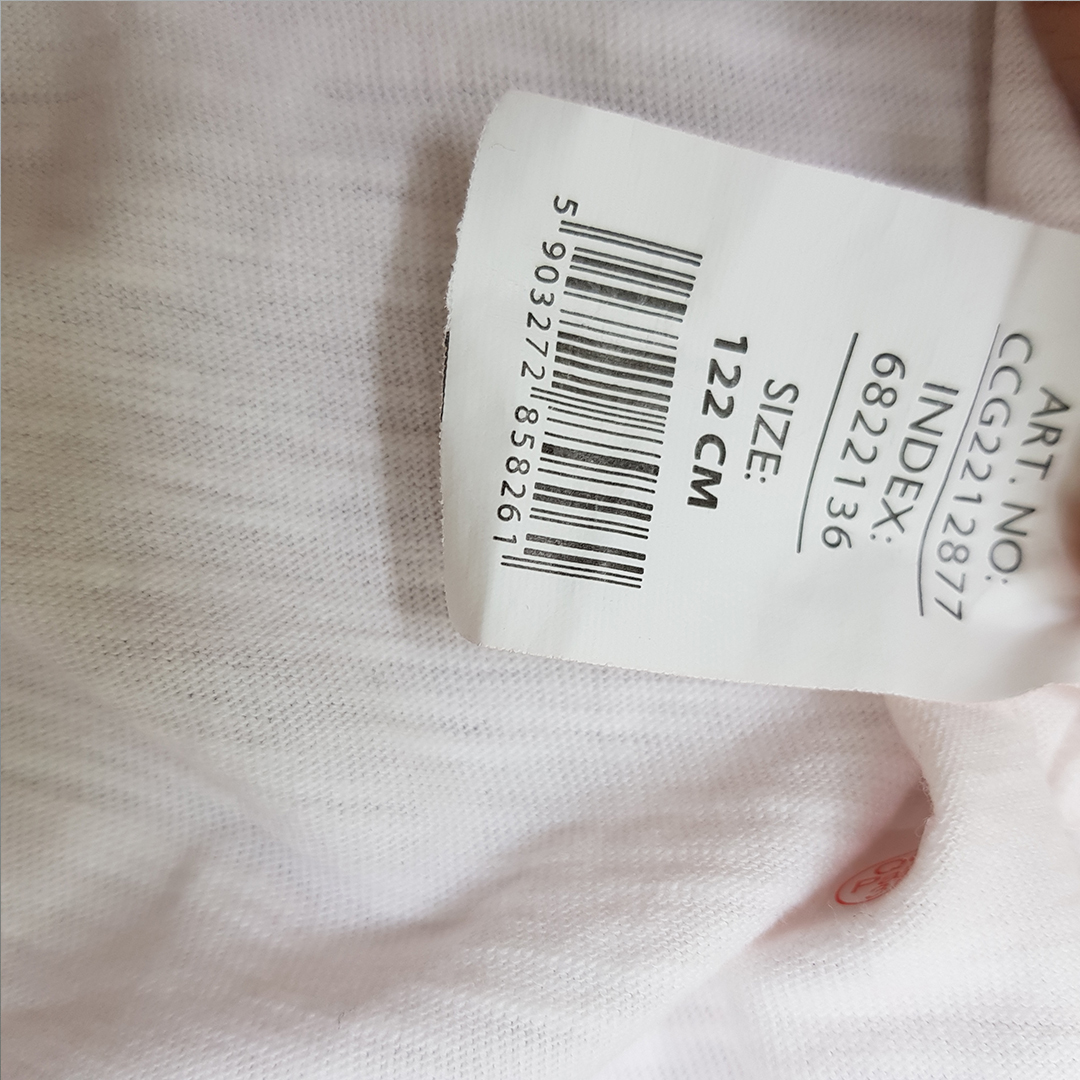 ART. NO:
CCG2212877
INDEX:
6822136
SIZE:
122 CM
5 903272 858261